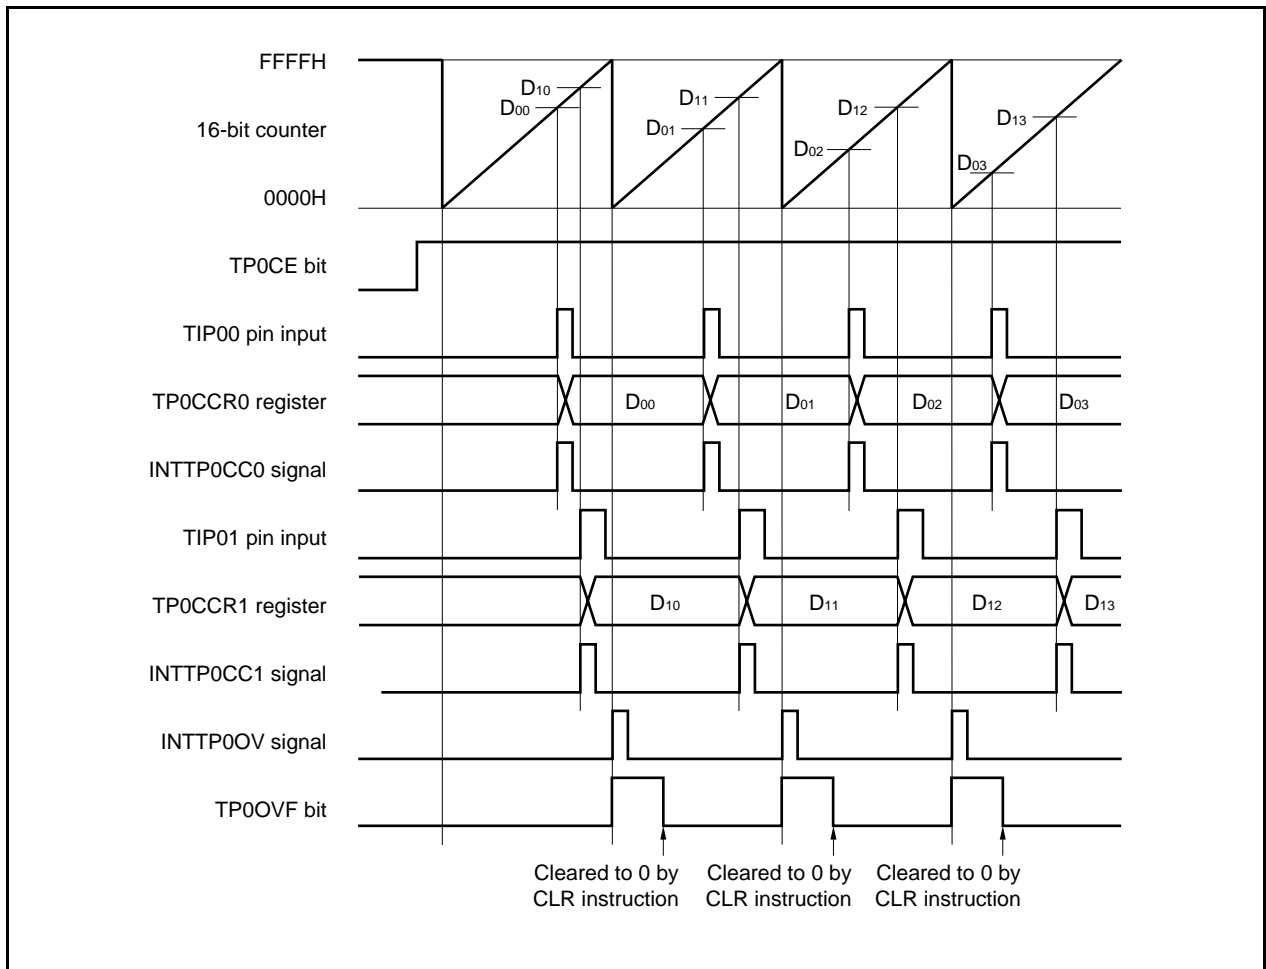 FFFFH
D10
D00
D11
D01
D12
D02
D13
D03
16-bit counter
0000H
TP0CE bit
TIP00 pin input
TP0CCR0 register
D00
D01
D02
D03
INTTP0CC0 signal
TIP01 pin input
TP0CCR1 register
D10
D11
D12
D13
INTTP0CC1 signal
INTTP0OV signal
TP0OVF bit
Cleared to 0 by
CLR instruction
Cleared to 0 by
CLR instruction
Cleared to 0 by
CLR instruction